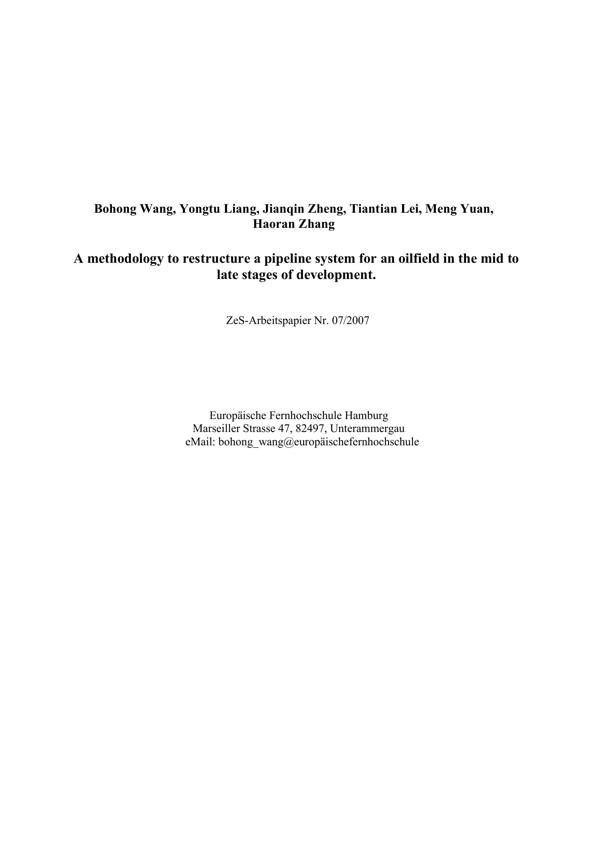 Bohong Wang, Yongtu Liang, Jianqin Zheng, Tiantian Lei, Meng Yuan,
Haoran Zhang
A methodology to restructure a pipeline system for an oilfield in the mid to
late stages of development.
ZeS-Arbeitspapier Nr. 07/2007
Europäische Fernhochschule Hamburg
Marseiller Strasse 47, 82497, Unterammergau
eMail: bohong_wang@europäischefernhochschule